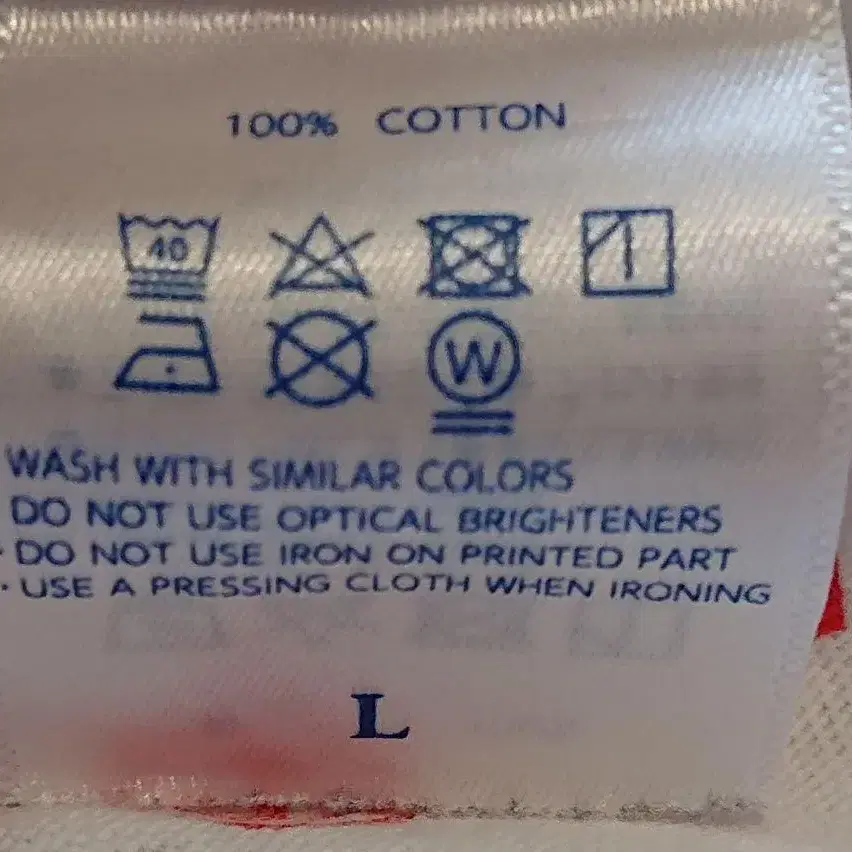 100% COTTON
40
W
WASH WITH SIMILAR COLORS
DO NOT USE OPTICAL BRIGHTENERS
· DO NOT USE IRON ON PRINTED PART
· USE A PRESSING CLOTH WHEN IRONING
L